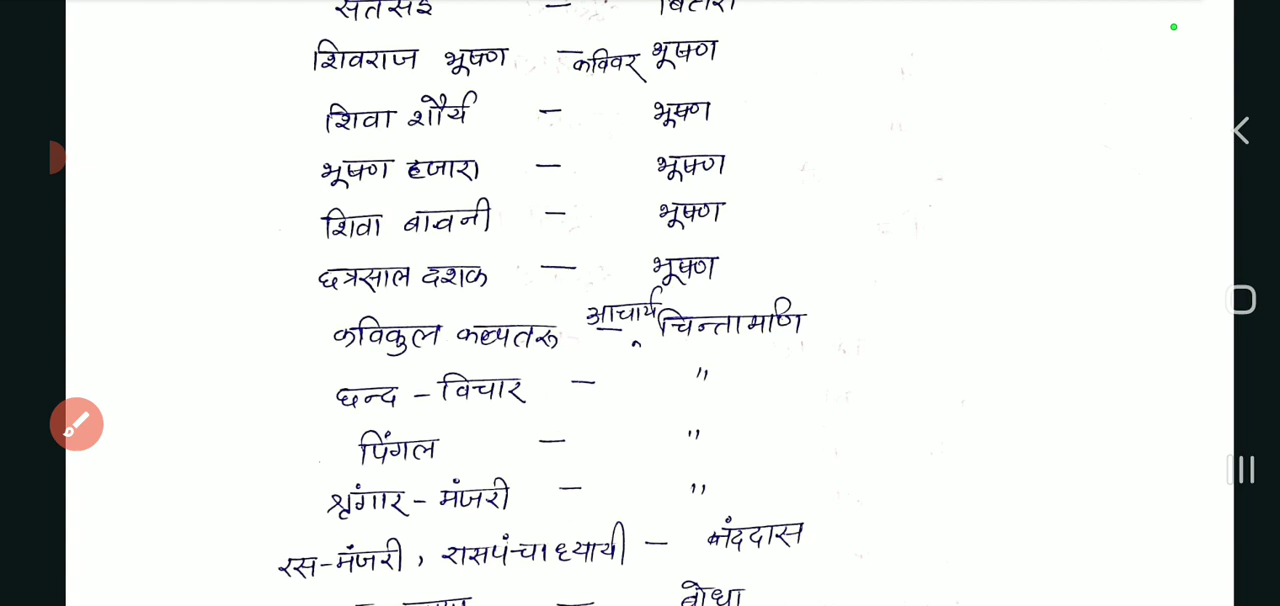 सतसई – बिहारी
शिवराज भूषण – कविवर भूषण
शिवा शौर्य – भूषण
भूषण हजारा – भूषण
शिवा बावनी – भूषण
छत्रसाल दशक – भूषण
कविकुल कल्पतरू – आचार्य चिन्तामणि
छन्द – विचार – "
पिंगल – "
श्रृंगार – मंजरी – "
रस-मंजरी, रासपंचाध्यायी – नंददास
– बोधा